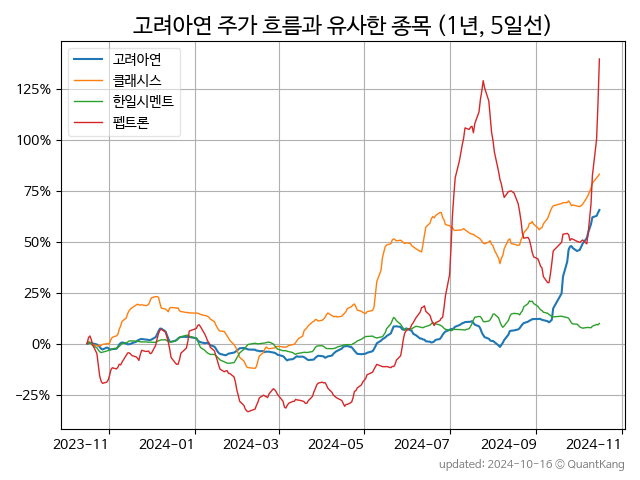 고려아연 주가 흐름과 유사한 종목 (1년, 5일선)
고려아연
클래시스
한일시멘트
펩트론
125%
100%
75%
50%
25%
0%
−25%
2023-11 2024-01 2024-03 2024-05 2024-07 2024-09 2024-11
updated: 2024-10-16 © QuantKang